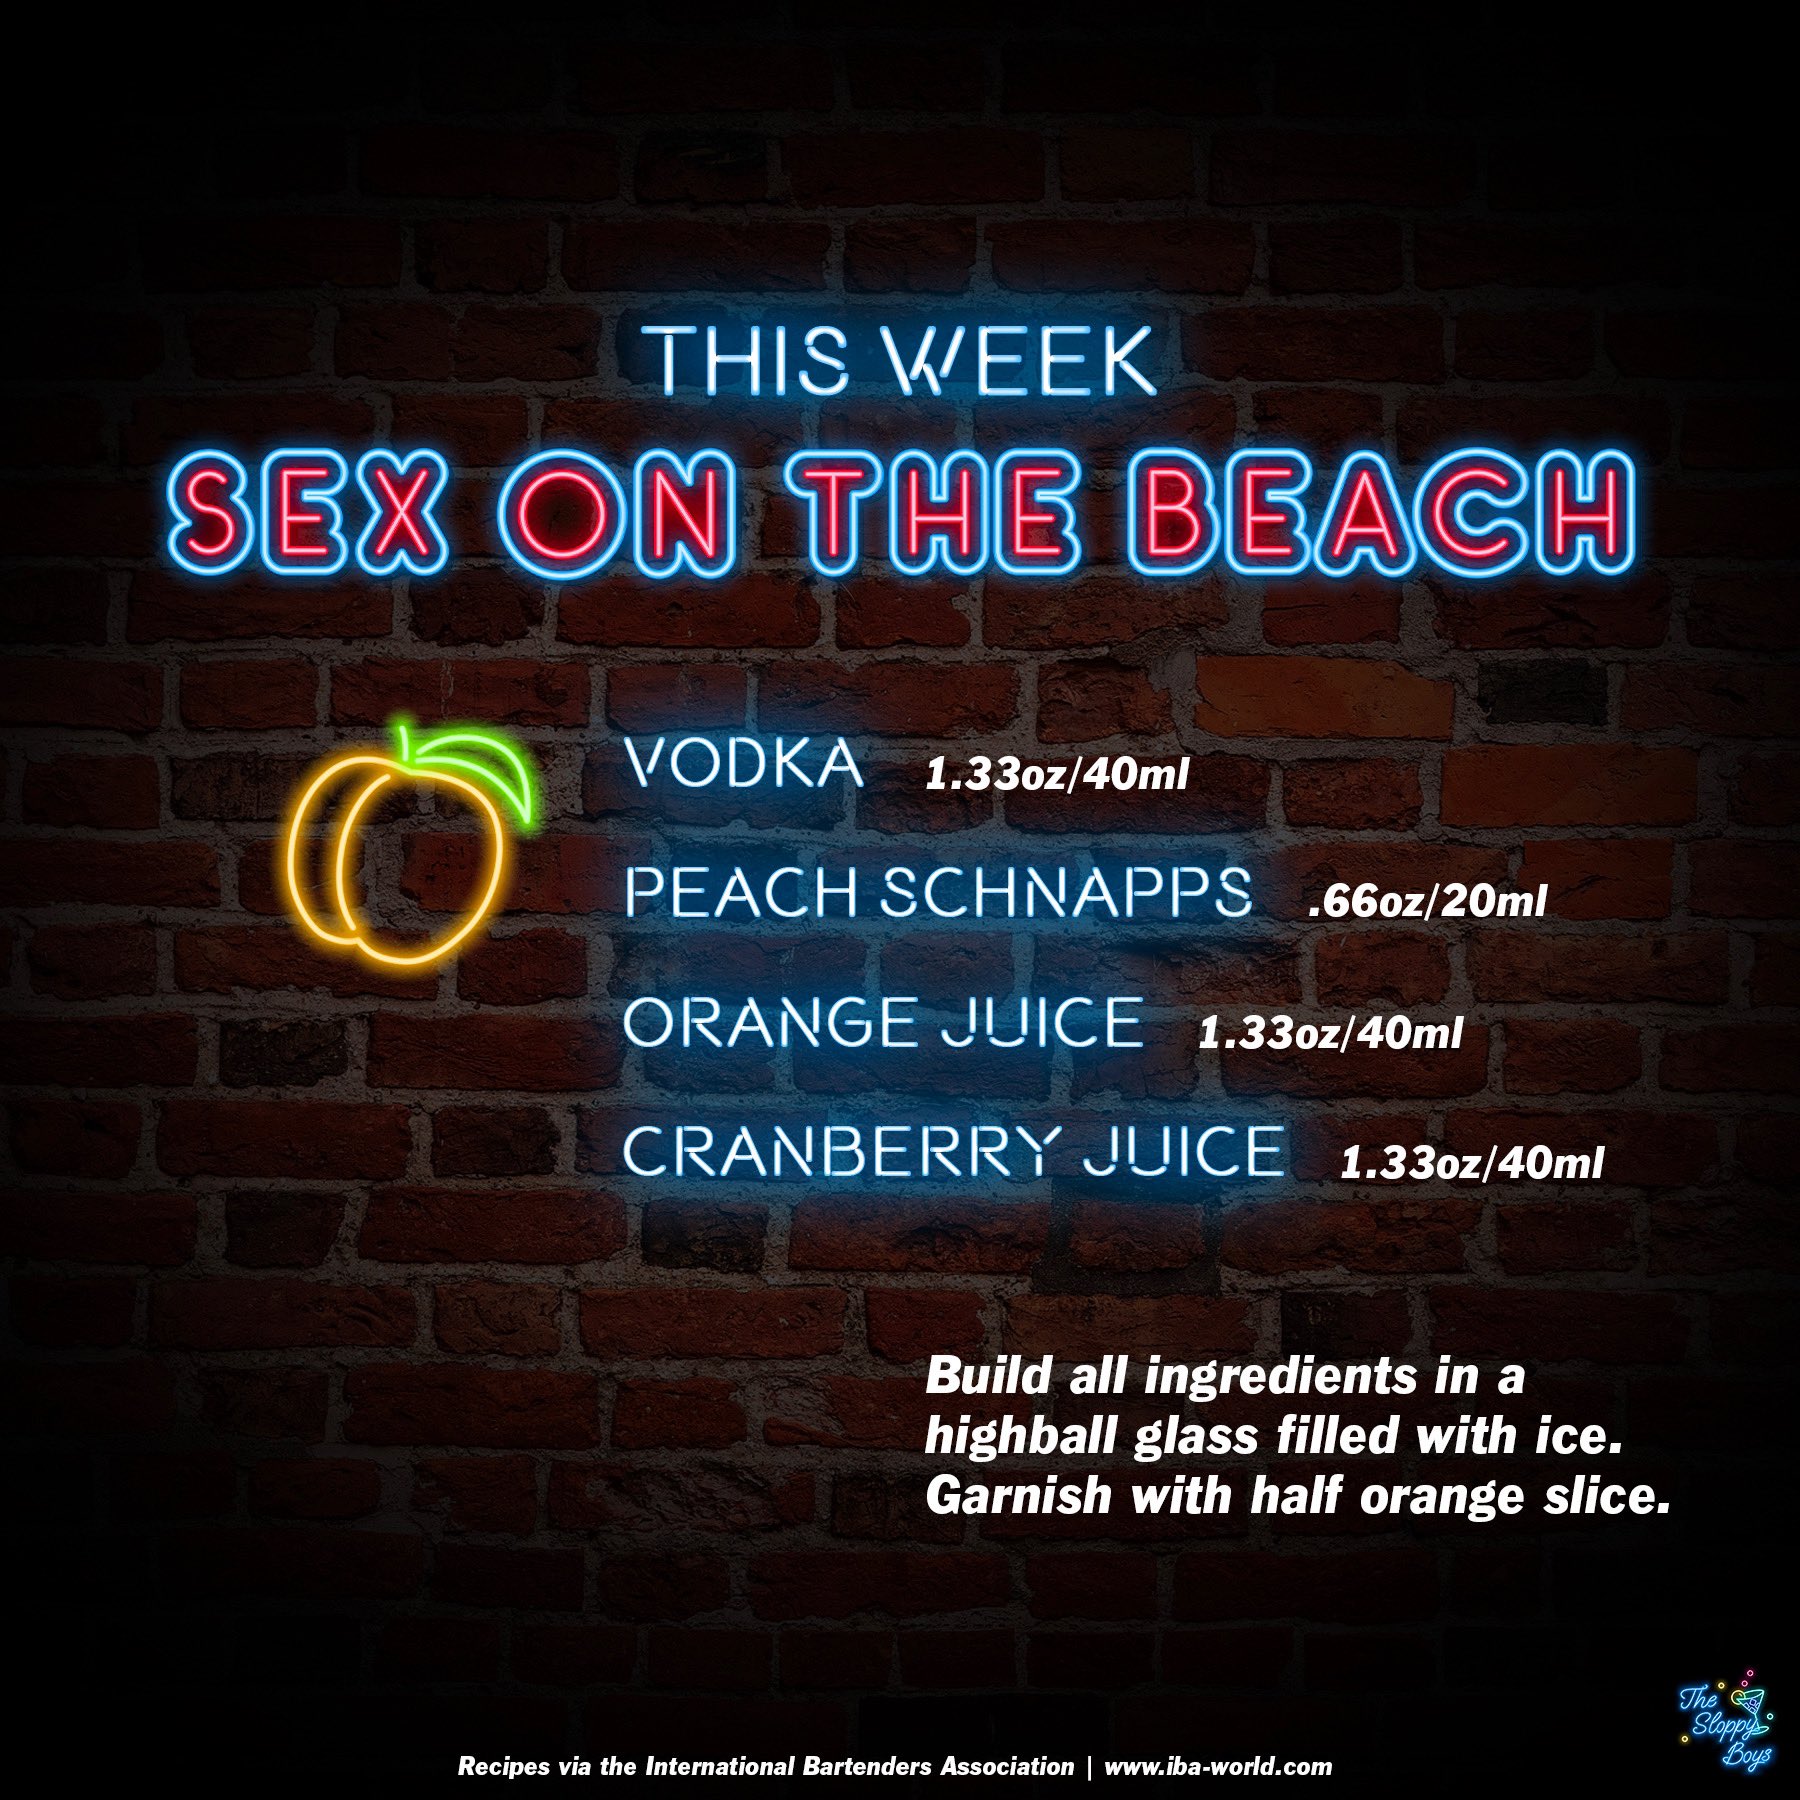 THIS WEEK
SEX ON THE BEACH
VODKA 1.33oz/40ml
PEACH SCHNAPPS .66oz/20ml
ORANGE JUICE 1.33oz/40ml
CRANBERRY JUICE 1.33oz/40ml
Build all ingredients in a
highball glass filled with ice.
Garnish with half orange slice.
The
Sloppy
Boys
Recipes via the International Bartenders Association | www.iba-world.com